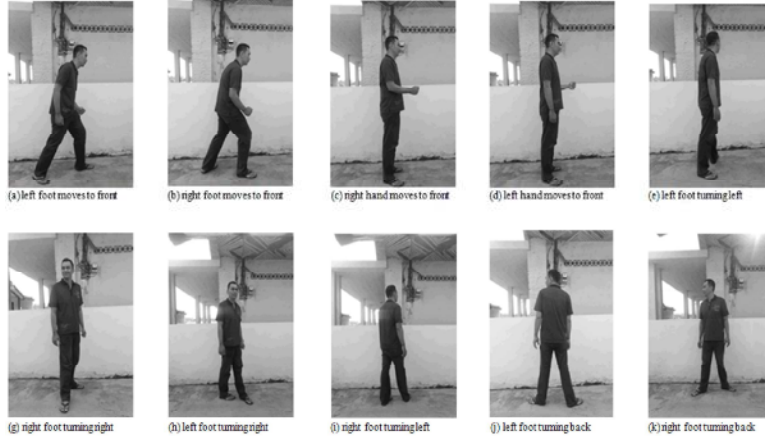 (a) left foot moves to front
(b) right foot moves to front
(c) right hand moves to front
(d) left hand moves to front
(e) left foot turning left
(g) right foot turning right
(h) left foot turning right
(i) right foot turning left
(j) left foot turning back
(k) right foot turning back